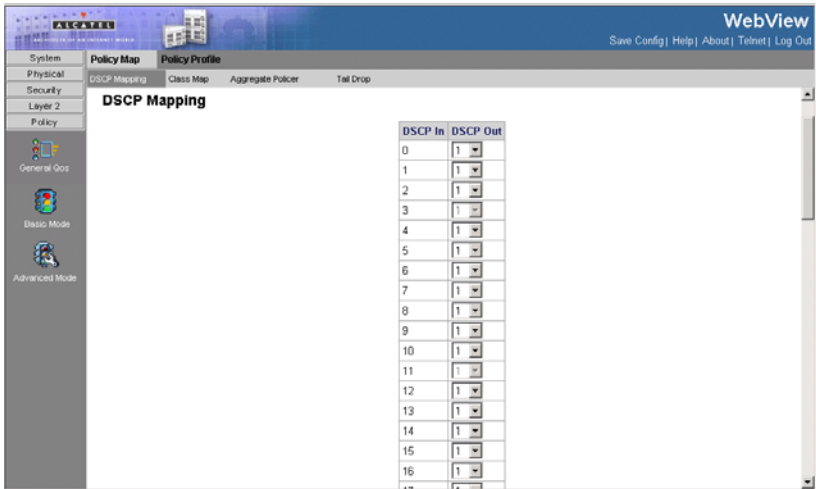 ALCATEL
WebView
Save Config| Help| About| Telnet| Log Out
System
Physical
Security
Layer 2
Policy
General Qos
Basic Mode
Advanced Mode
Policy Map Policy Profile
DSCP Mapping Class Map Aggregate Policer Tail Drop
DSCP Mapping
DSCP In DSCP Out
0 1
1 1
2 1
3 1
4 1
5 1
6 1
7 1
8 1
9 1
10 1
11 1
12 1
13 1
14 1
15 1
16 1